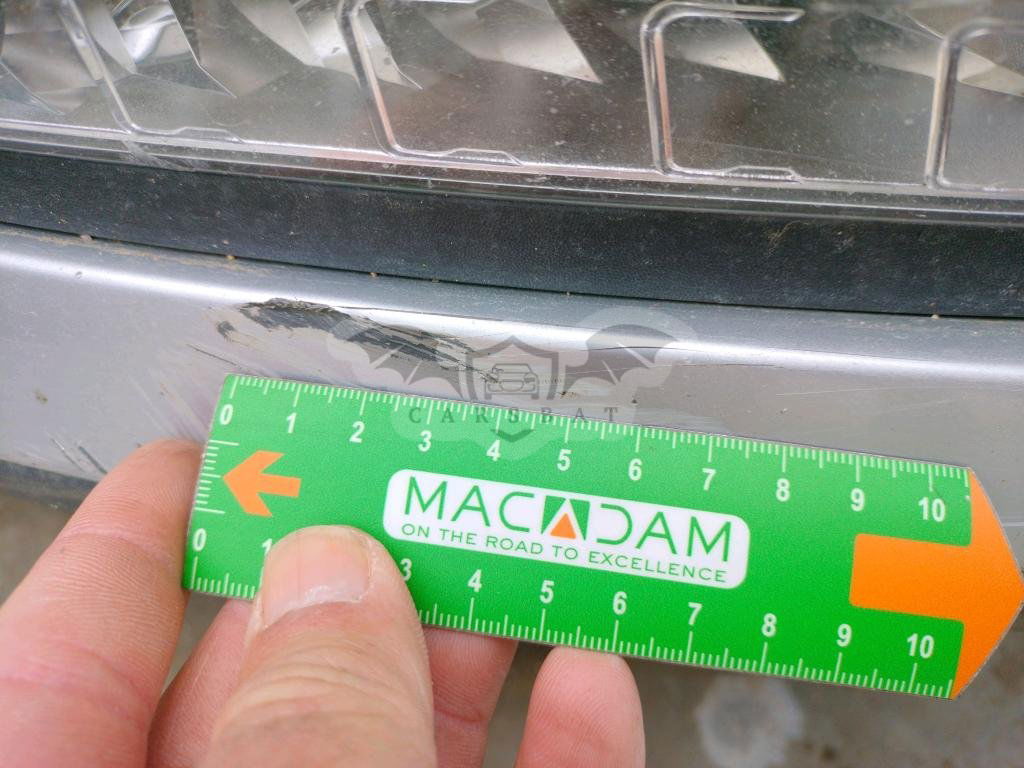 CARSBAT
0 1 2 3 4 5 6 7 8 9 10
MACADAM
ON THE ROAD TO EXCELLENCE
0 1 3 4 5 6 7 8 9 10